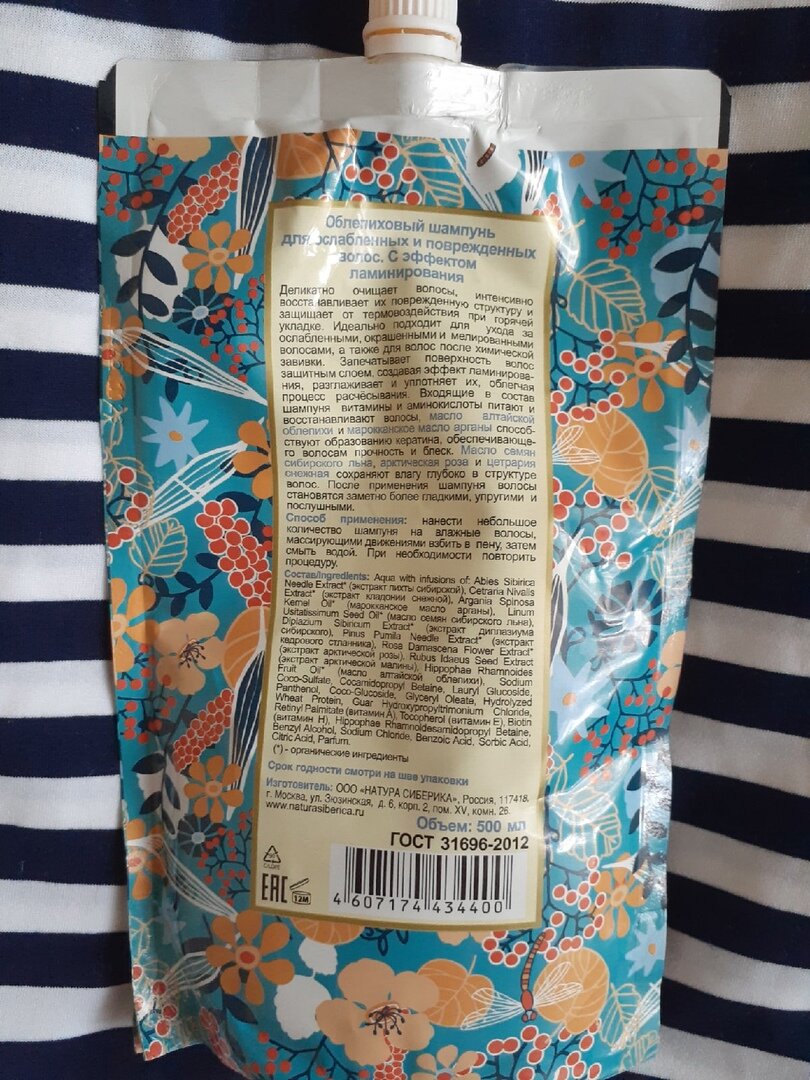 Облепиховый шампунь
для ослабленных и поврежденных
волос. С эффектом
ламинирования
Деликатно очищает волосы, интенсивно
восстанавливает их поврежденную структуру и
защищает от термовоздействия при горячей
укладке. Идеально подходит для ухода за
ослабленными, окрашенными и мелированными
волосами, а также для волос после химической
завивки. Запечатывает поверхность волос
защитным слоем, создавая эффект ламинирова-
ния, разглаживает и уплотняет их, облегчая
процесс расчёсывания. Входящие в состав
шампуня витамины и аминокислоты питают и
восстанавливают волосы, масло алтайской
облепихи и марокканское масло арганы способ-
ствуют образованию кератина, обеспечивающе-
го волосам прочность и блеск. Масло семян
сибирского льна, арктическая роза и цетрария
снежная сохраняют влагу глубоко в структуре
волос. После применения шампуня волосы
становятся заметно более гладкими, упругими и
послушными.
Способ применения: нанести небольшое
количество шампуня на влажные волосы,
массирующими движениями взбить в пену, затем
смыть водой. При необходимости повторить
процедуру.
Состав/Ingredients: Aqua with infusions of: Abies Sibirica
Needle Extract* (экстракт пихты сибирской), Cetraria Nivalis
Extract* (экстракт кладонии снежной), Argania Spinosa
Kernel Oil* (марокканское масло арганы), Linum
Usitatissimum Seed Oil* (масло семян сибирского льна),
Diplazium Sibiricum Extract* (экстракт диплазиума
сибирского), Pinus Pumila Needle Extract* (экстракт
кедрового стланника), Rosa Damascena Flower Extract*
(экстракт арктической розы), Rubus Idaeus Seed Extract
(экстракт арктической малины), Hippophae Rhamnoides
Fruit Oil* (масло алтайской облепихи), Sodium
Coco-Sulfate, Cocamidopropyl Betaine, Lauryl Glucoside,
Panthenol, Coco-Glucoside, Glyceryl Oleate, Hydrolyzed
Wheat Protein, Guar Hydroxypropyltrimonium Chloride,
Retinyl Palmitate (витамин А), Tocopherol (витамин Е), Biotin
(витамин Н), Hippophae Rhamnoidesamidopropyl Betaine,
Benzyl Alcohol, Sodium Chloride, Benzoic Acid, Sorbic Acid,
Citric Acid, Parfum.
(*) - органические ингредиенты
Срок годности смотри на шве упаковки
Изготовитель: ООО «НАТУРА СИБЕРИКА», Россия, 117418,
г. Москва, ул. Зюзинская, д. 6, корп. 2, пом. XV, комн. 26.
www.naturasiberica.ru
Объем: 500 мл
ГОСТ 31696-2012
C/LDPE
ЕАС 12М
4 607174 434400